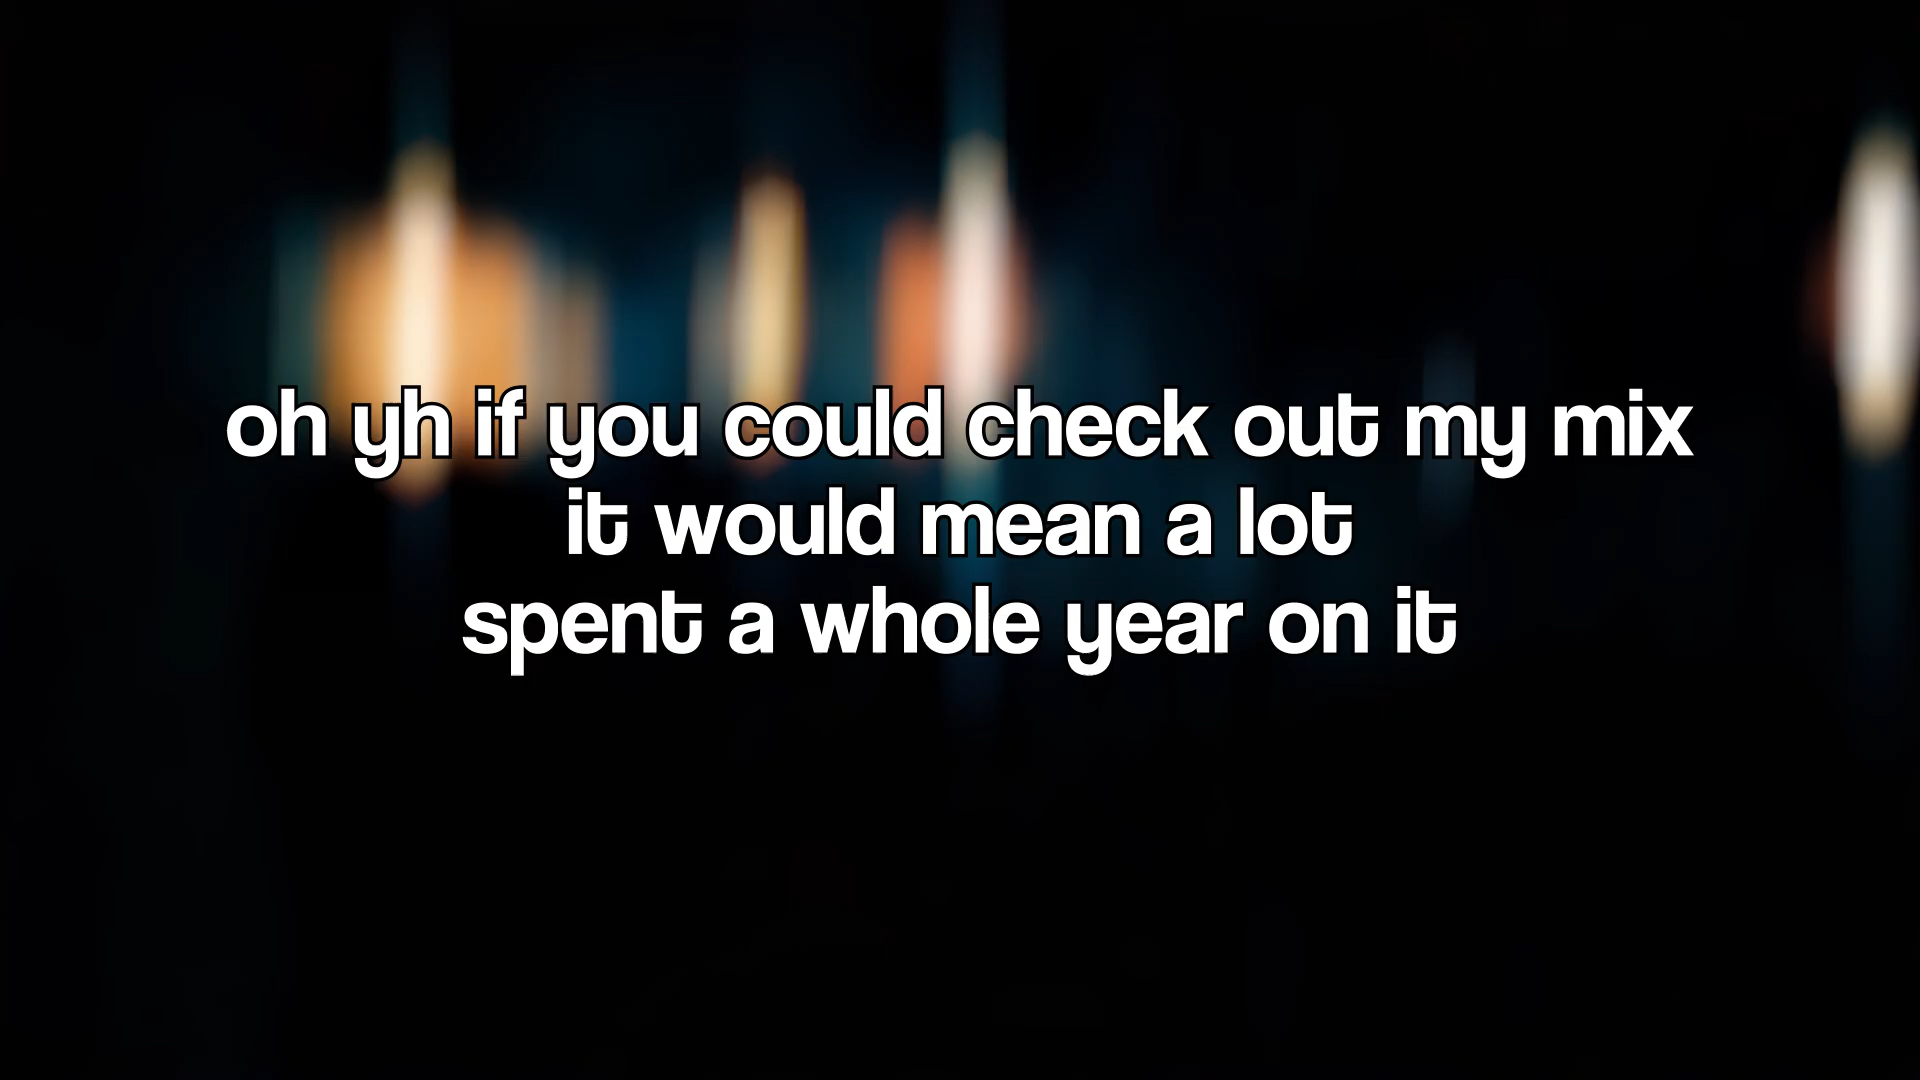 oh yh if you could check out my mix
it would mean a lot
spent a whole year on it